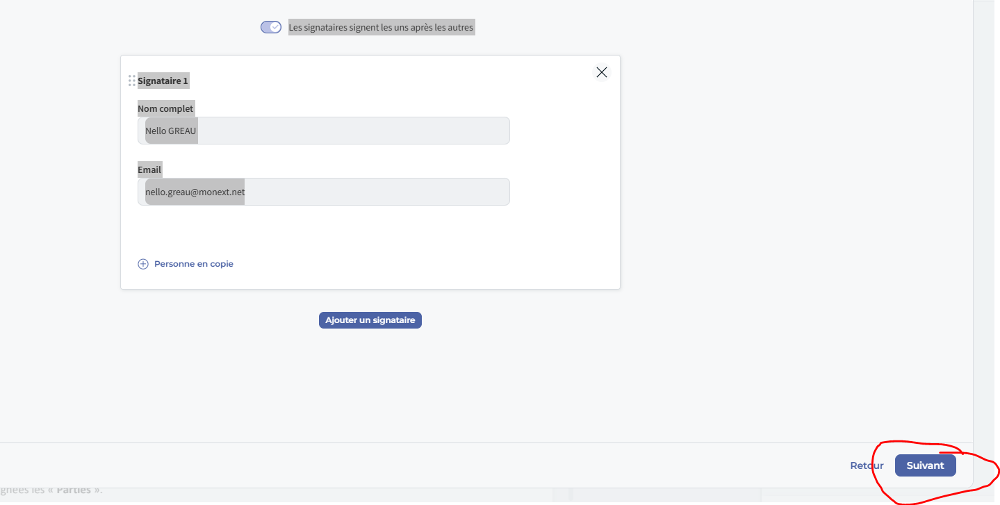 Les signataires signent les uns après les autres
Signataire 1
Nom complet
Nello GREAU
Email
nello.greau@monext.net
Personne en copie
Ajouter un signataire
Retour
Suivant
gnées les « Parties ».